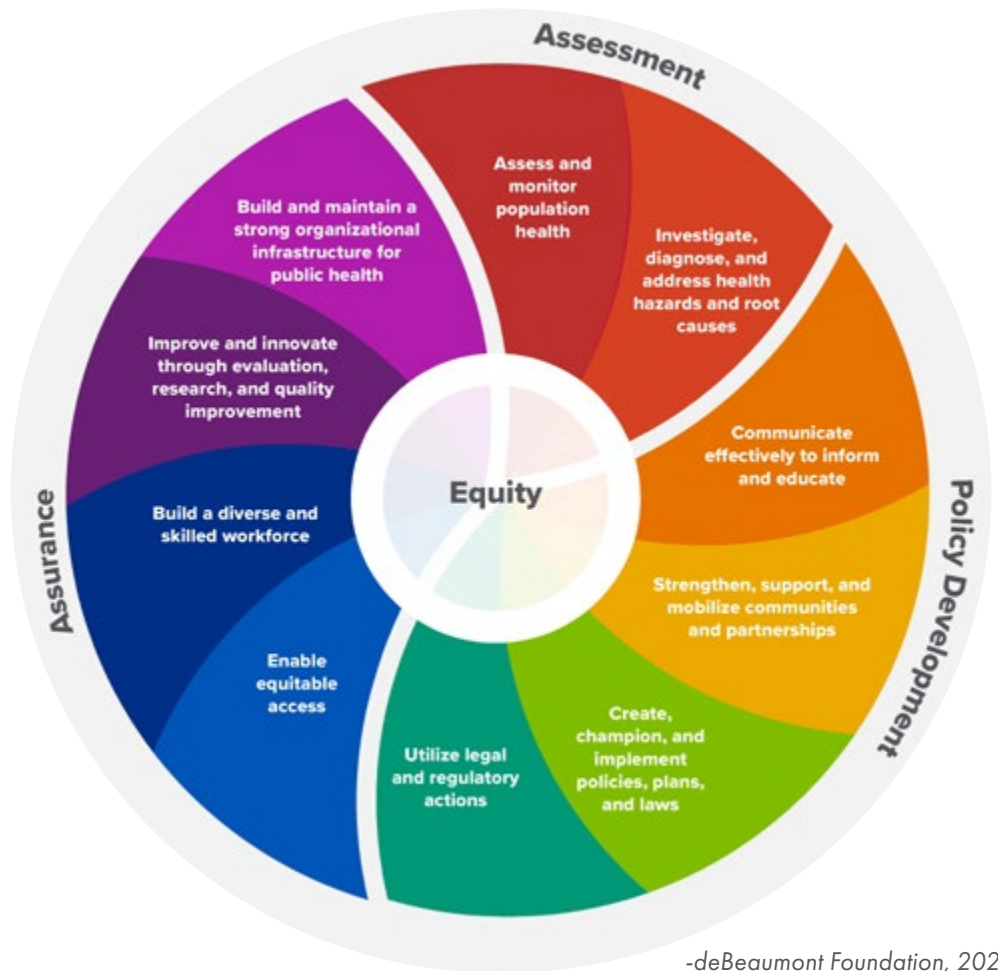 Assessment
Assess and
monitor
population
health
Investigate,
diagnose, and
address health
hazards and root
causes
Policy Development
Communicate
effectively to inform
and educate
Strengthen, support, and
mobilize communities
and partnerships
Create,
champion, and
implement
policies, plans,
and laws
Utilize legal
and regulatory
actions
Assurance
Enable
equitable
access
Build a diverse and
skilled workforce
Improve and innovate
through evaluation,
research, and quality
improvement
Build and maintain a
strong organizational
infrastructure for
public health
Equity
-deBeaumont Foundation, 202